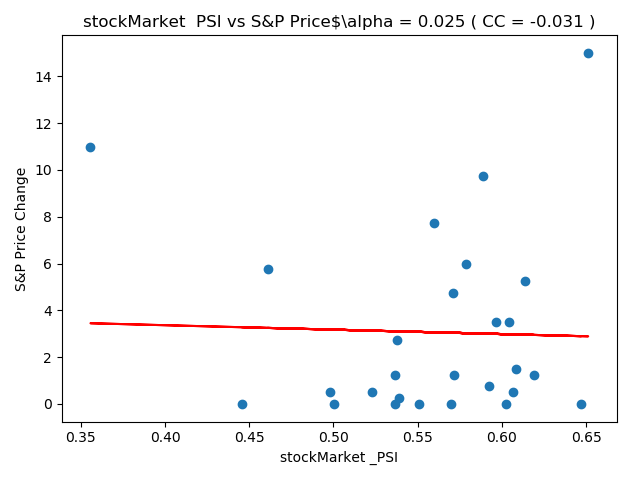 stockMarket  PSI vs S&P Price$\alpha = 0.025 ( CC = -0.031 )
14
12
10
8
6
4
2
0
S&P Price Change
0.35 0.40 0.45 0.50 0.55 0.60 0.65
stockMarket _PSI